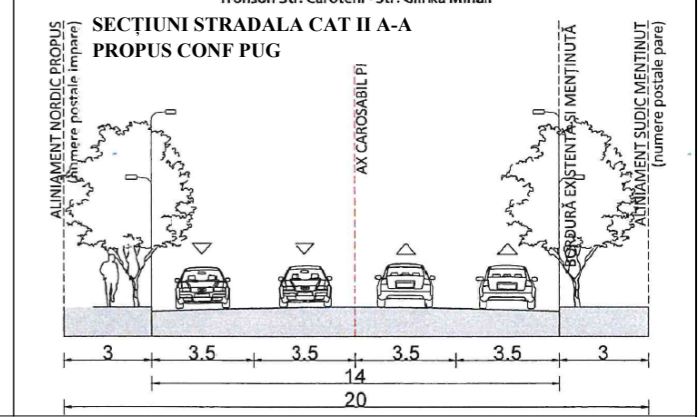 SECȚIUNI STRADALA CAT II A-A
PROPUS CONF PUG
ALINIAMENT NORDIC PROPUS
(numere postale impare)
AX CAROSABIL PI
BORDURĂ EXISTENTĂ ȘI MENȚINUTĂ
ALINIAMENT SUDIC MENȚINUT
(numere postale pare)
3 3.5 3.5 3.5 3.5 3
14
20